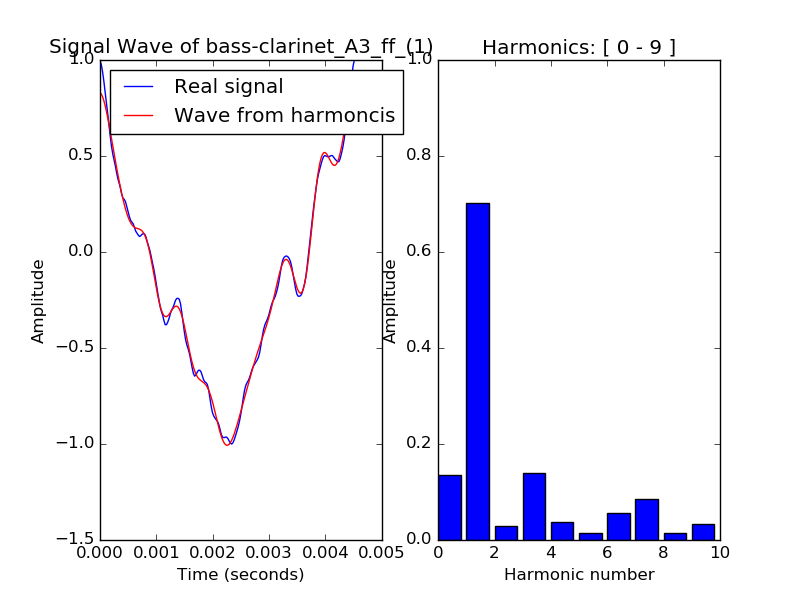 Signal Wave of bass-clarinet_A3_ff_(1)
Real signal
Wave from harmoncis
1.0
0.5
0.0
−0.5
−1.0
−1.5
Amplitude
0.000 0.001 0.002 0.003 0.004 0.005
Time (seconds)
Harmonics: [ 0 - 9 ]
1.0
0.8
0.6
0.4
0.2
0.0
Amplitude
0 2 4 6 8 10
Harmonic number